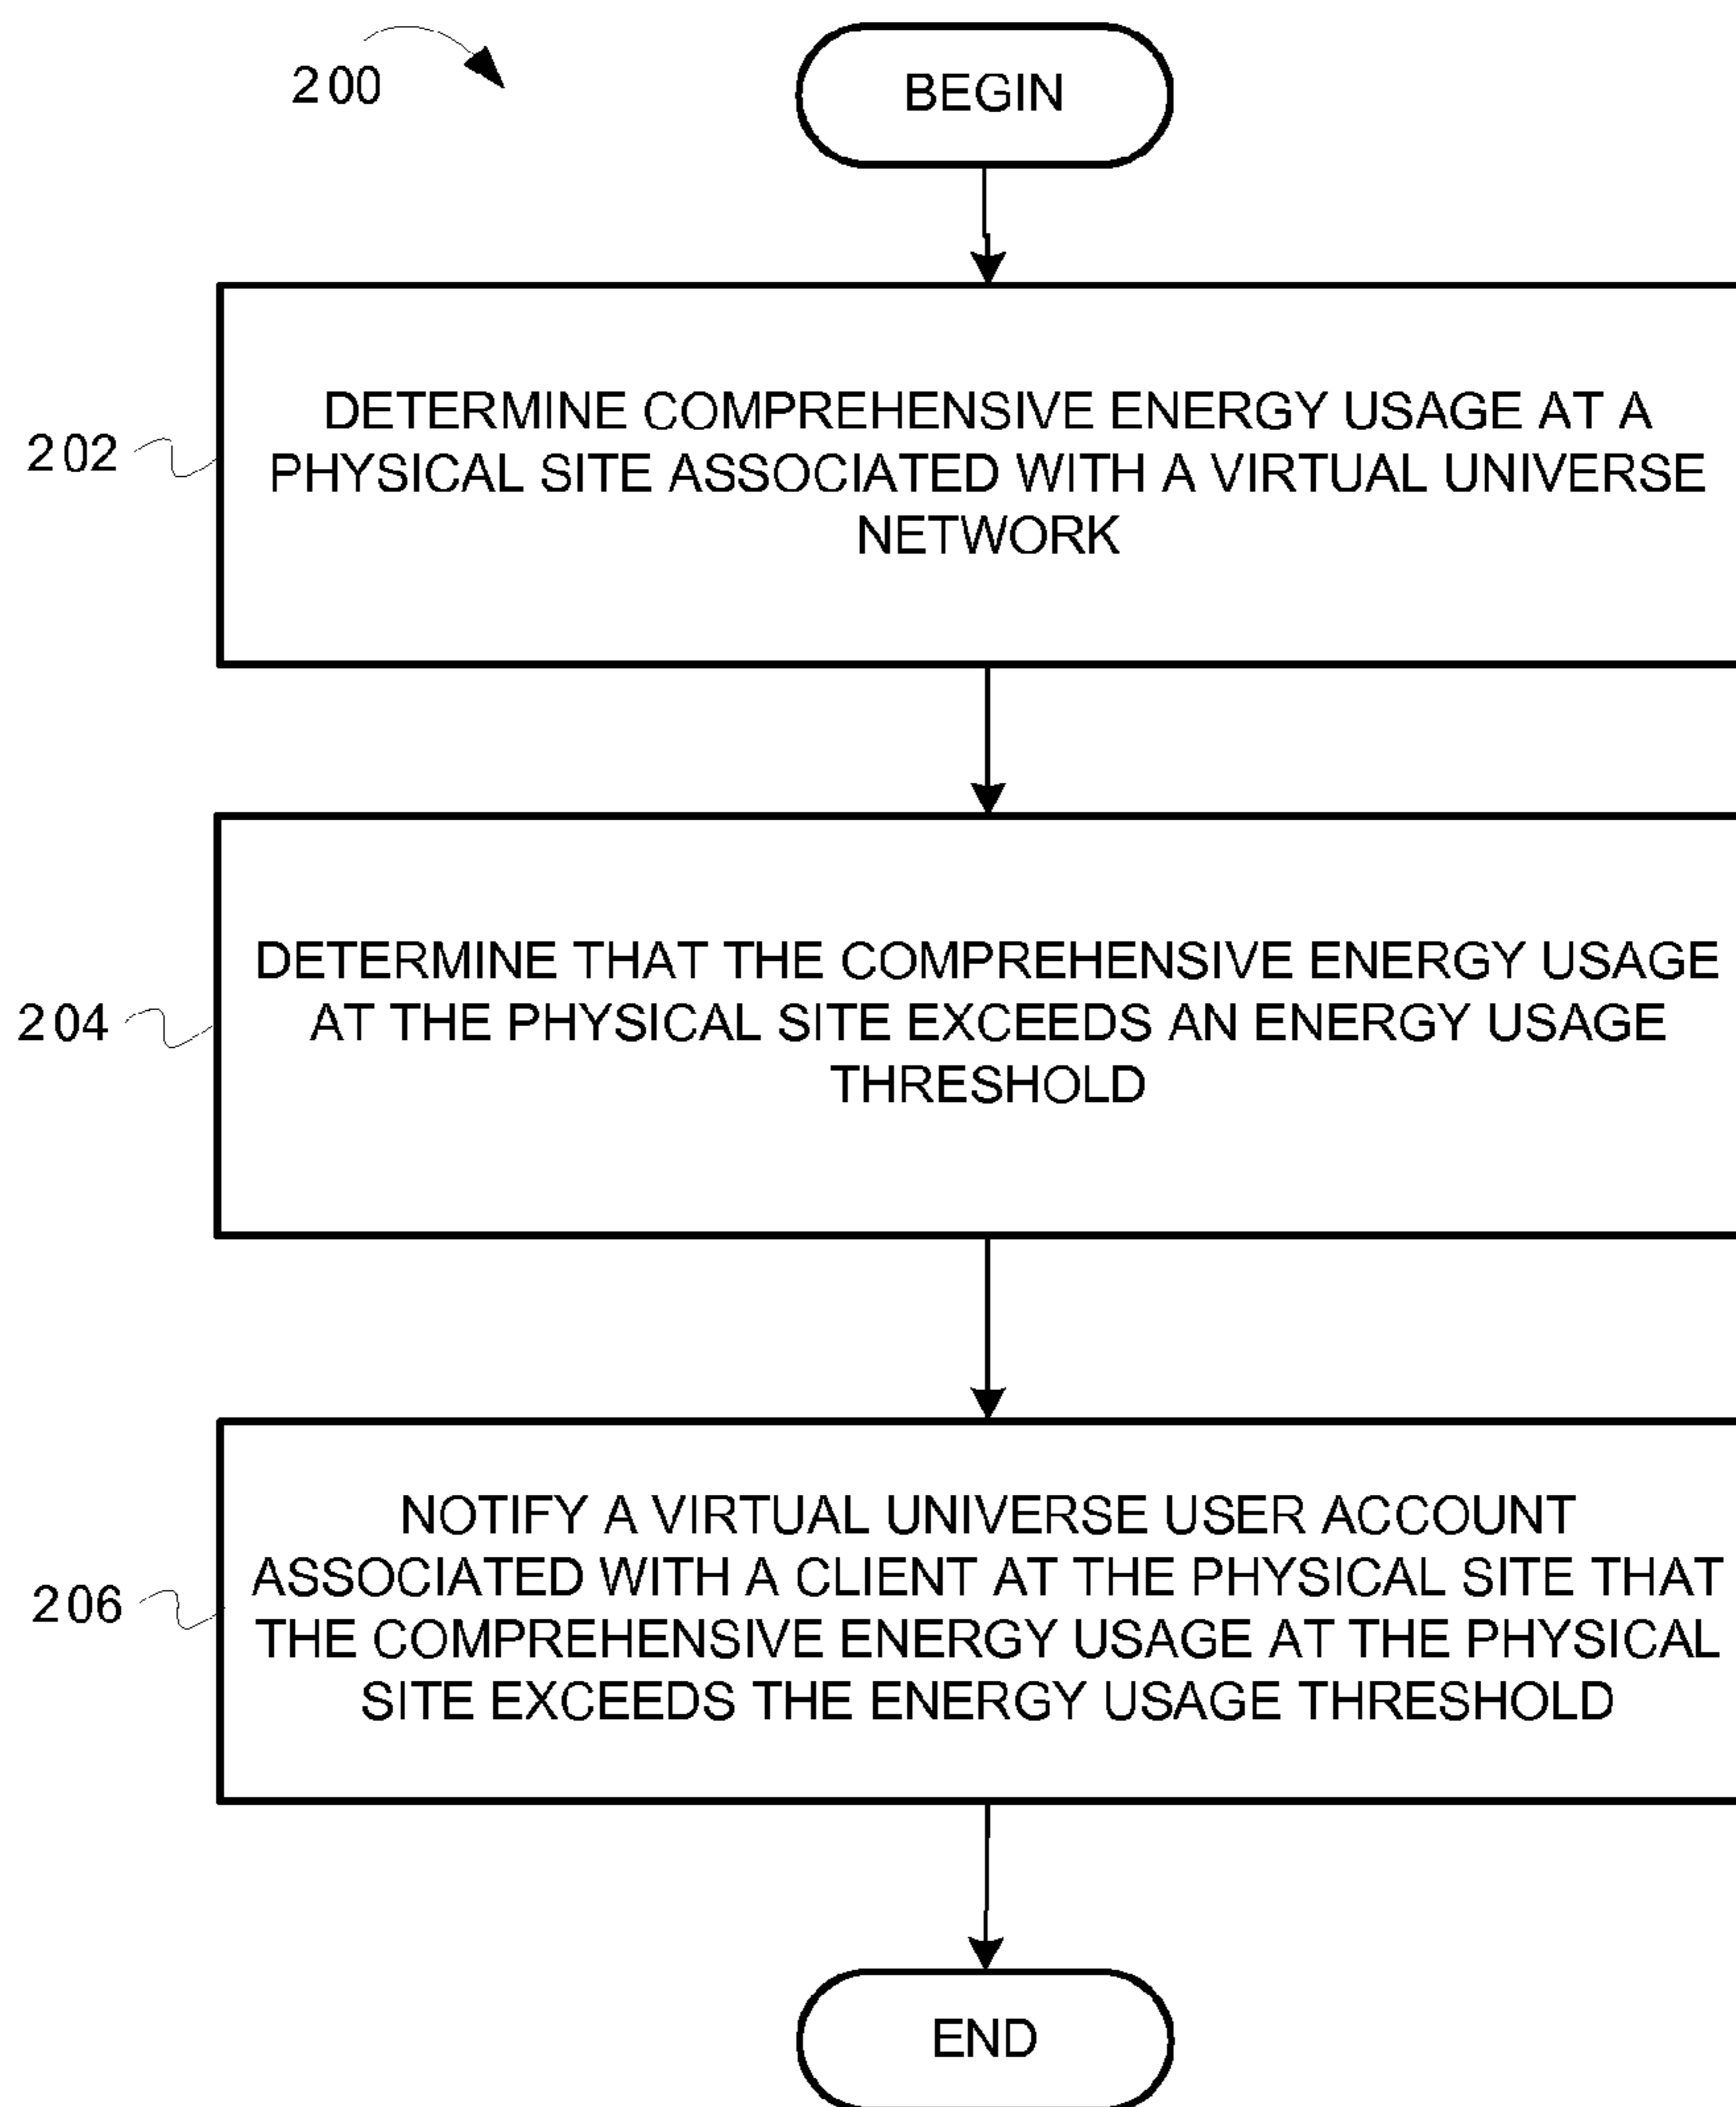 200
BEGIN
202
DETERMINE COMPREHENSIVE ENERGY USAGE AT A
PHYSICAL SITE ASSOCIATED WITH A VIRTUAL UNIVERSE
NETWORK
204
DETERMINE THAT THE COMPREHENSIVE ENERGY USAGE
AT THE PHYSICAL SITE EXCEEDS AN ENERGY USAGE
THRESHOLD
206
NOTIFY A VIRTUAL UNIVERSE USER ACCOUNT
ASSOCIATED WITH A CLIENT AT THE PHYSICAL SITE THAT
THE COMPREHENSIVE ENERGY USAGE AT THE PHYSICAL
SITE EXCEEDS THE ENERGY USAGE THRESHOLD
END